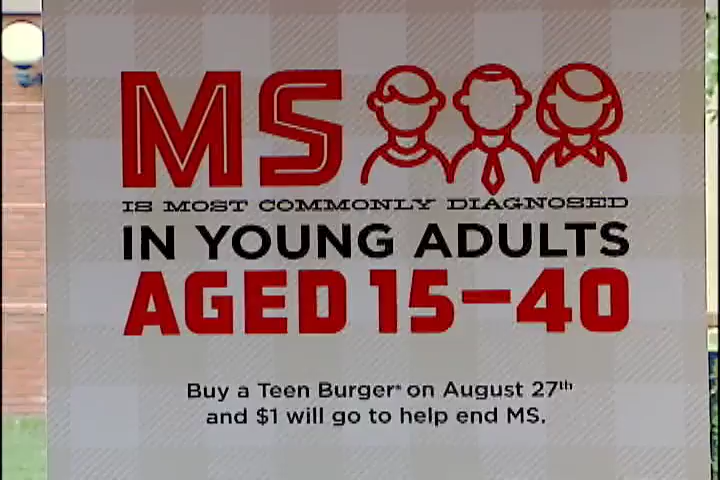 MS
IS MOST COMMONLY DIAGNOSED
IN YOUNG ADULTS
AGED 15-40
Buy a Teen Burger® on August 27th
and $1 will go to help end MS.